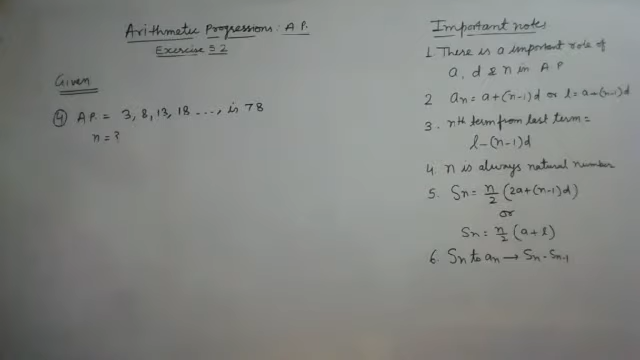 Arithmetic Progressions: A.P.
Exercise 5.2
Given
(4) A.P. = 3, 8, 13, 18 ...., is 78
n = ?
Important notes
1. There is a important role of
a, d & n in A P
2 an = a+(n-1)d or l = a+(n-1)d
3. nth term from last term =
l-(n-1)d
4. n is always natural number
5. Sn = n/2 (2a+(n-1)d)
or
Sn = n/2 (a+l)
6. Sn to an → Sn - Sn-1